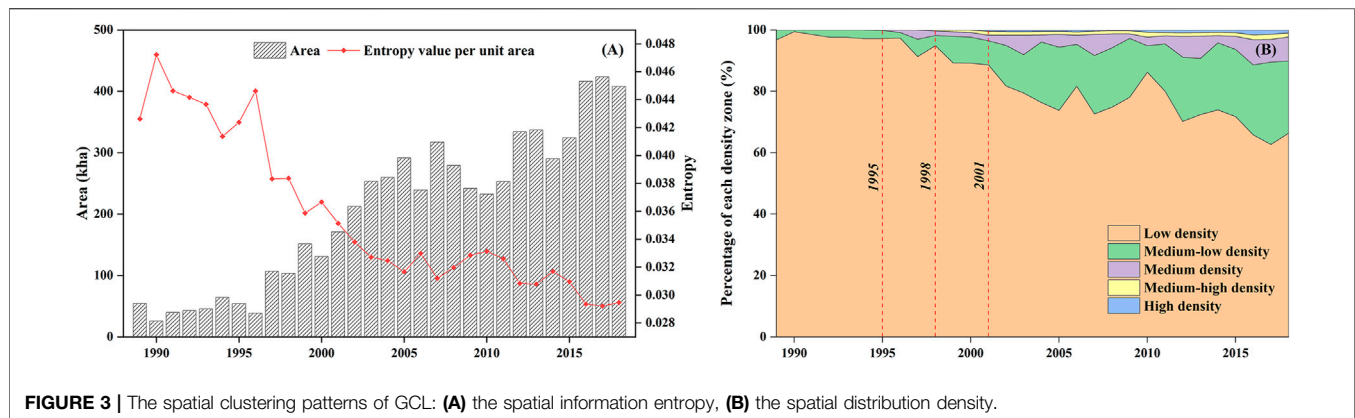 (A)
Area
Entropy value per unit area
Area (kha)
500
400
300
200
100
0
1990
1995
2000
2005
2010
2015
0.048
0.046
0.044
0.042
0.040
0.038
0.036
0.034
0.032
0.030
0.028
Entropy
(B)
Percentage of each density zone (%)
100
80
60
40
20
0
1995
1998
2001
Low density
Medium-low density
Medium density
Medium-high density
High density
1990
1995
2000
2005
2010
2015
FIGURE 3 | The spatial clustering patterns of GCL: (A) the spatial information entropy, (B) the spatial distribution density.